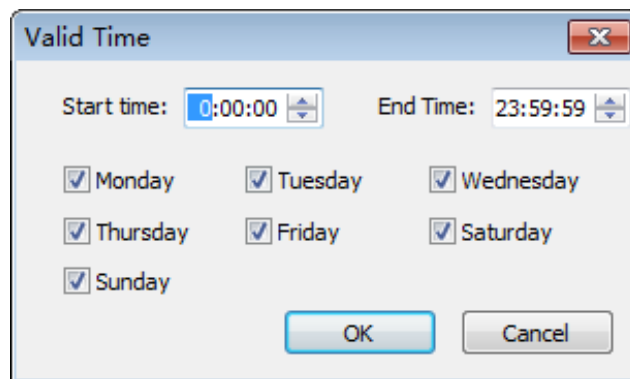 Valid Time
Start time: 0:00:00 End Time: 23:59:59
Monday Tuesday Wednesday
Thursday Friday Saturday
Sunday
OK Cancel